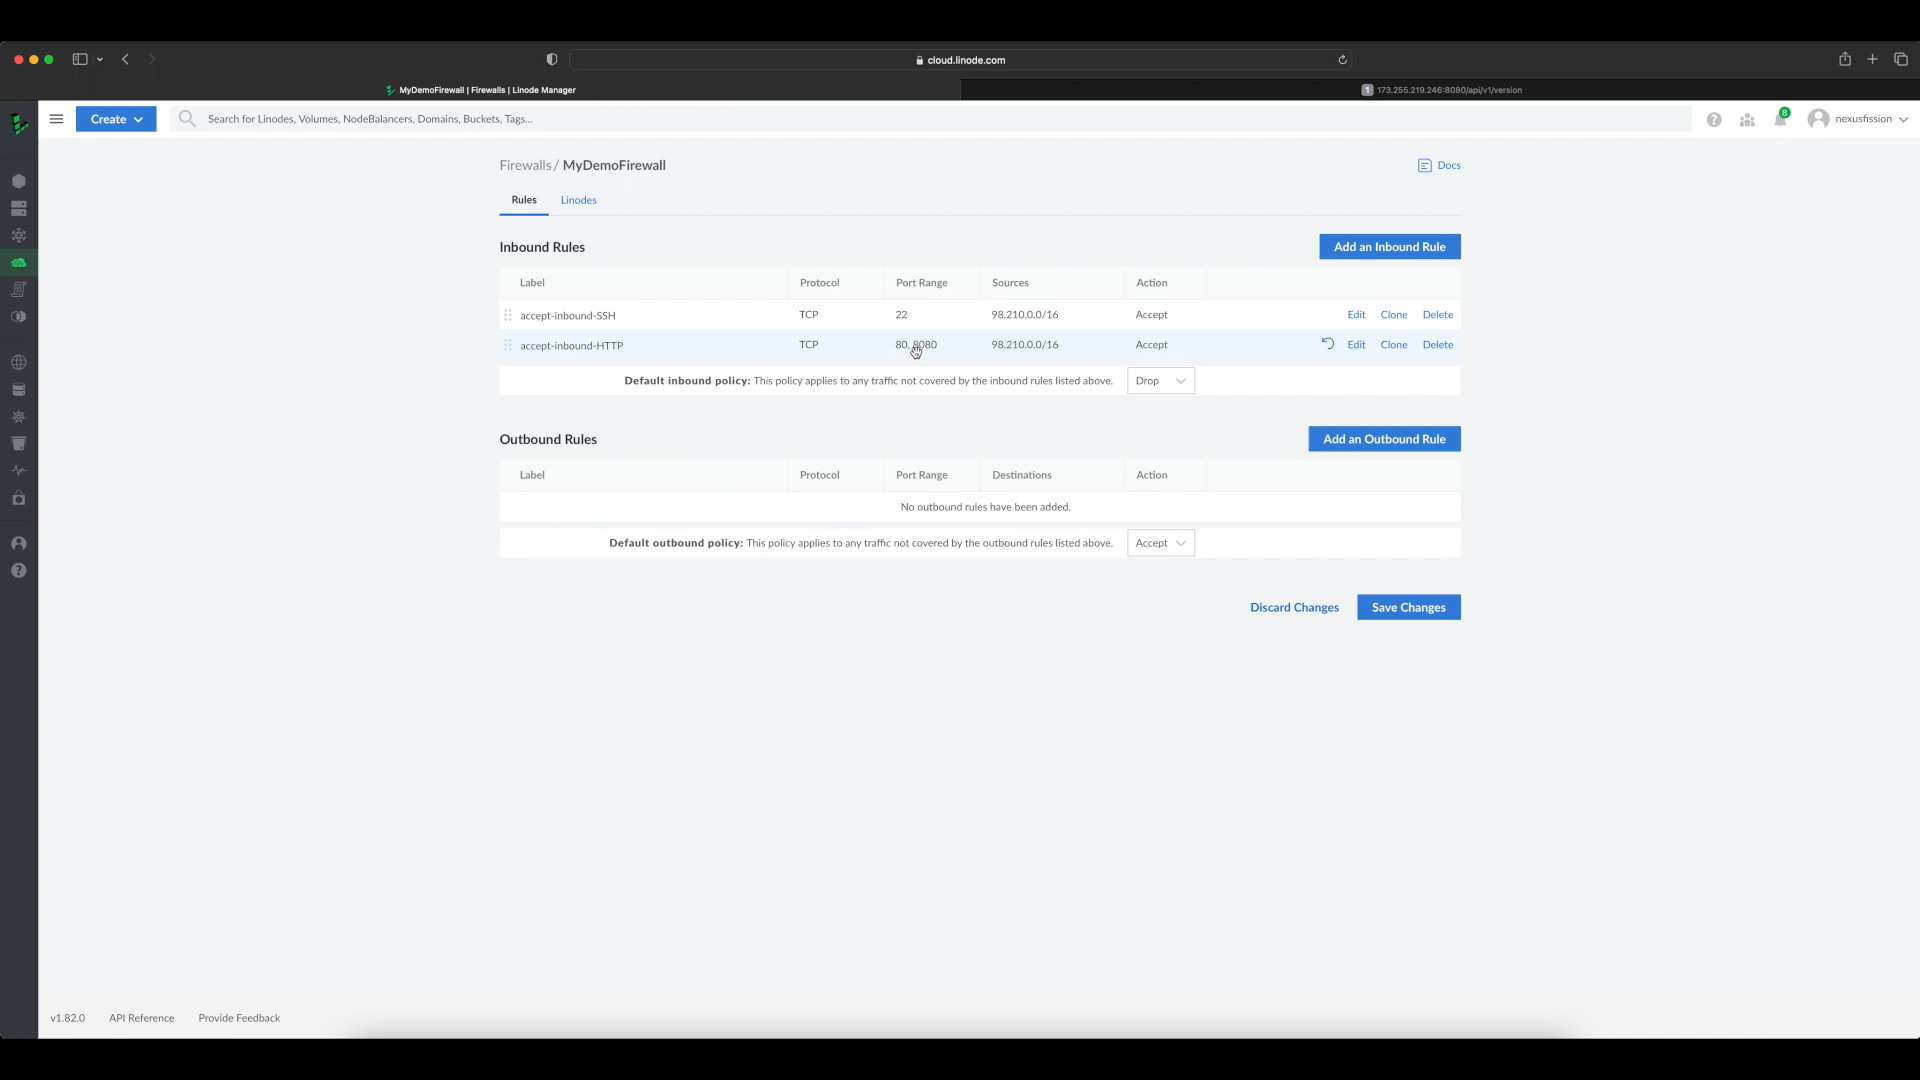 cloud.linode.com
MyDemoFirewall | Firewalls | Linode Manager
1 173.255.219.246:8080/api/v1/version
Create
Search for Linodes, Volumes, NodeBalancers, Domains, Buckets, Tags...
8
nexusfission
Firewalls / MyDemoFirewall
Docs
Rules Linodes
Inbound Rules
Add an Inbound Rule
Label Protocol Port Range Sources Action
accept-inbound-SSH TCP 22 98.210.0.0/16 Accept Edit Clone Delete
accept-inbound-HTTP TCP 80, 8080 98.210.0.0/16 Accept Edit Clone Delete
Default inbound policy: This policy applies to any traffic not covered by the inbound rules listed above. Drop
Outbound Rules
Add an Outbound Rule
Label Protocol Port Range Destinations Action
No outbound rules have been added.
Default outbound policy: This policy applies to any traffic not covered by the outbound rules listed above. Accept
Discard Changes Save Changes
v1.82.0 API Reference Provide Feedback